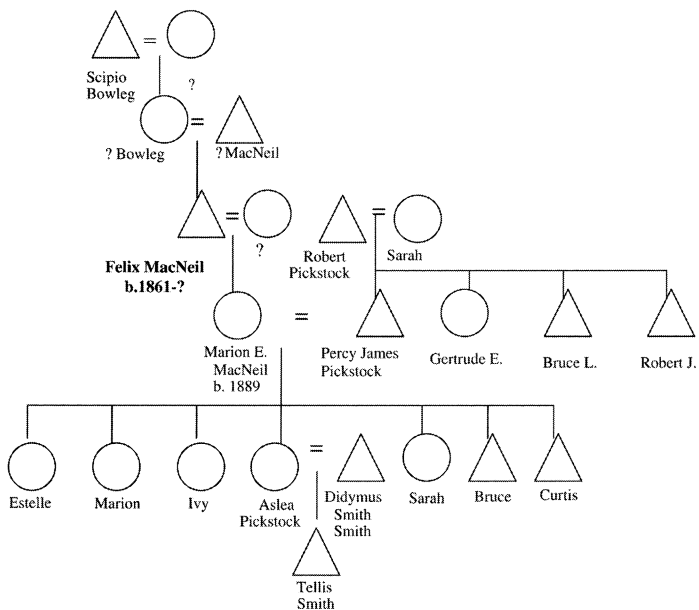 =
Scipio
Bowleg
?
=
? Bowleg
? MacNeil
=
?
Felix MacNeil
b.1861-?
=
Robert
Pickstock
Sarah
=
Marion E.
MacNeil
b. 1889
Percy James
Pickstock
Gertrude E.
Bruce L.
Robert J.
=
Estelle
Marion
Ivy
Aslea
Pickstock
Didymus
Smith
Smith
Sarah
Bruce
Curtis
Tellis
Smith